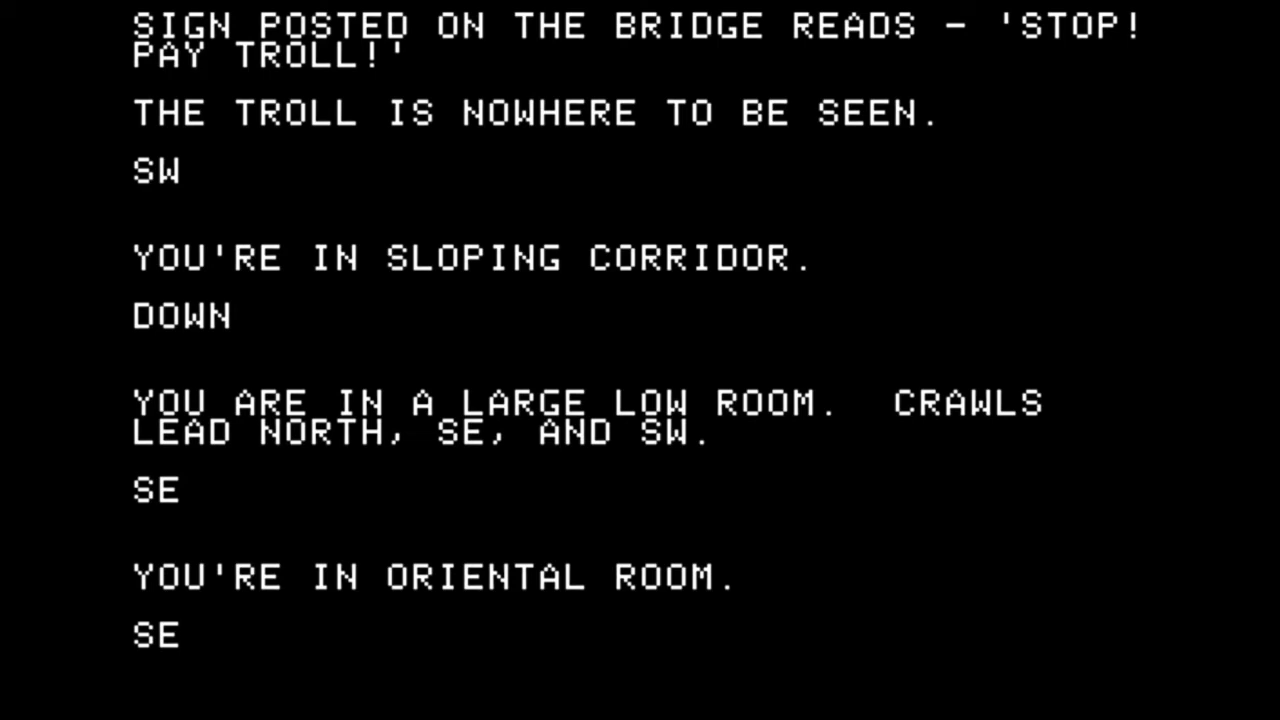 SIGN POSTED ON THE BRIDGE READS - 'STOP!
PAY TROLL!'
THE TROLL IS NOWHERE TO BE SEEN.
SW
YOU'RE IN SLOPING CORRIDOR.
DOWN
YOU ARE IN A LARGE LOW ROOM.  CRAWLS
LEAD NORTH, SE, AND SW.
SE
YOU'RE IN ORIENTAL ROOM.
SE